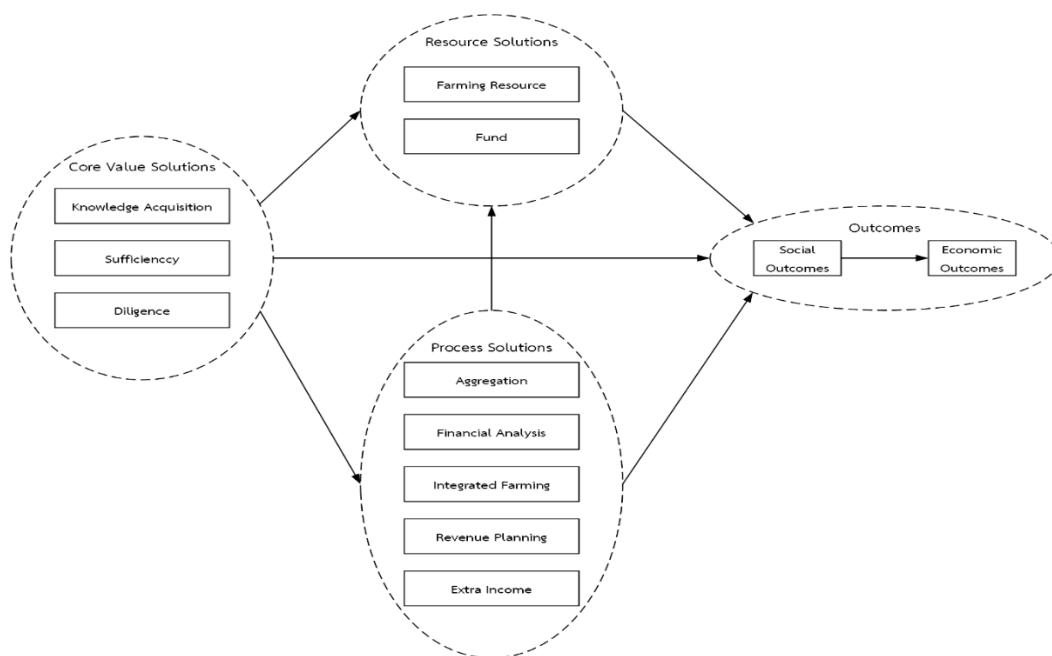 Resource Solutions
Farming Resource
Fund
Core Value Solutions
Knowledge Acquisition
Sufficienccy
Diligence
Outcomes
Social
Outcomes
Economic
Outcomes
Process Solutions
Aggregation
Financial Analysis
Integrated Farming
Revenue Planning
Extra Income